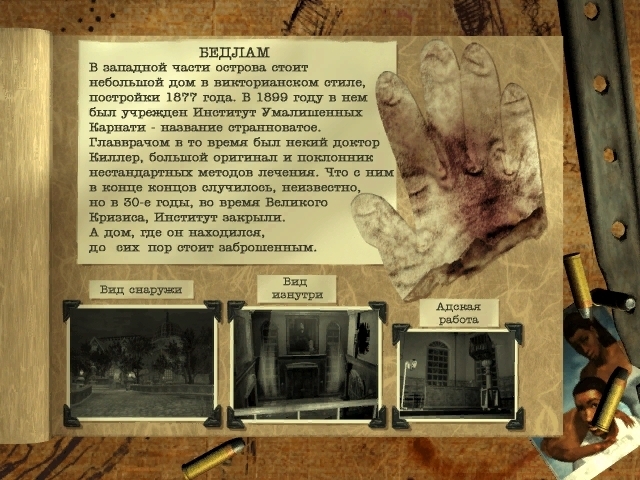 БЕДЛАМ
В западной части острова стоит
небольшой дом в викторианском стиле,
постройки 1877 года. В 1899 году в нем
был учрежден Институт Умалишенных
Карнати - название странноватое.
Главврачом в то время был некий доктор
Киллер, большой оригинал и поклонник
нестандартных методов лечения. Что с ним
в конце концов случилось, неизвестно,
но в 30-е годы, во время Великого
Кризиса, Институт закрыли.
А дом, где он находился,
до сих пор стоит заброшенным.
Вид снаружи
Вид
изнутри
Адская
работа